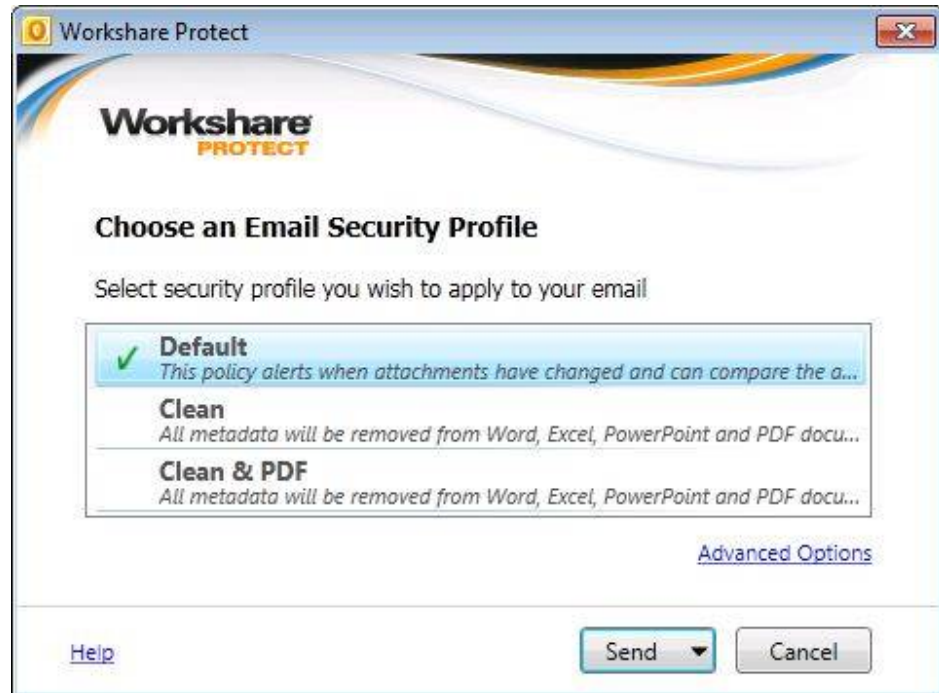 Workshare Protect
Workshare
PROTECT
Choose an Email Security Profile
Select security profile you wish to apply to your email
Default
This policy alerts when attachments have changed and can compare the a...
Clean
All metadata will be removed from Word, Excel, PowerPoint and PDF docu...
Clean & PDF
All metadata will be removed from Word, Excel, PowerPoint and PDF docu...
Advanced Options
Help
Send
Cancel